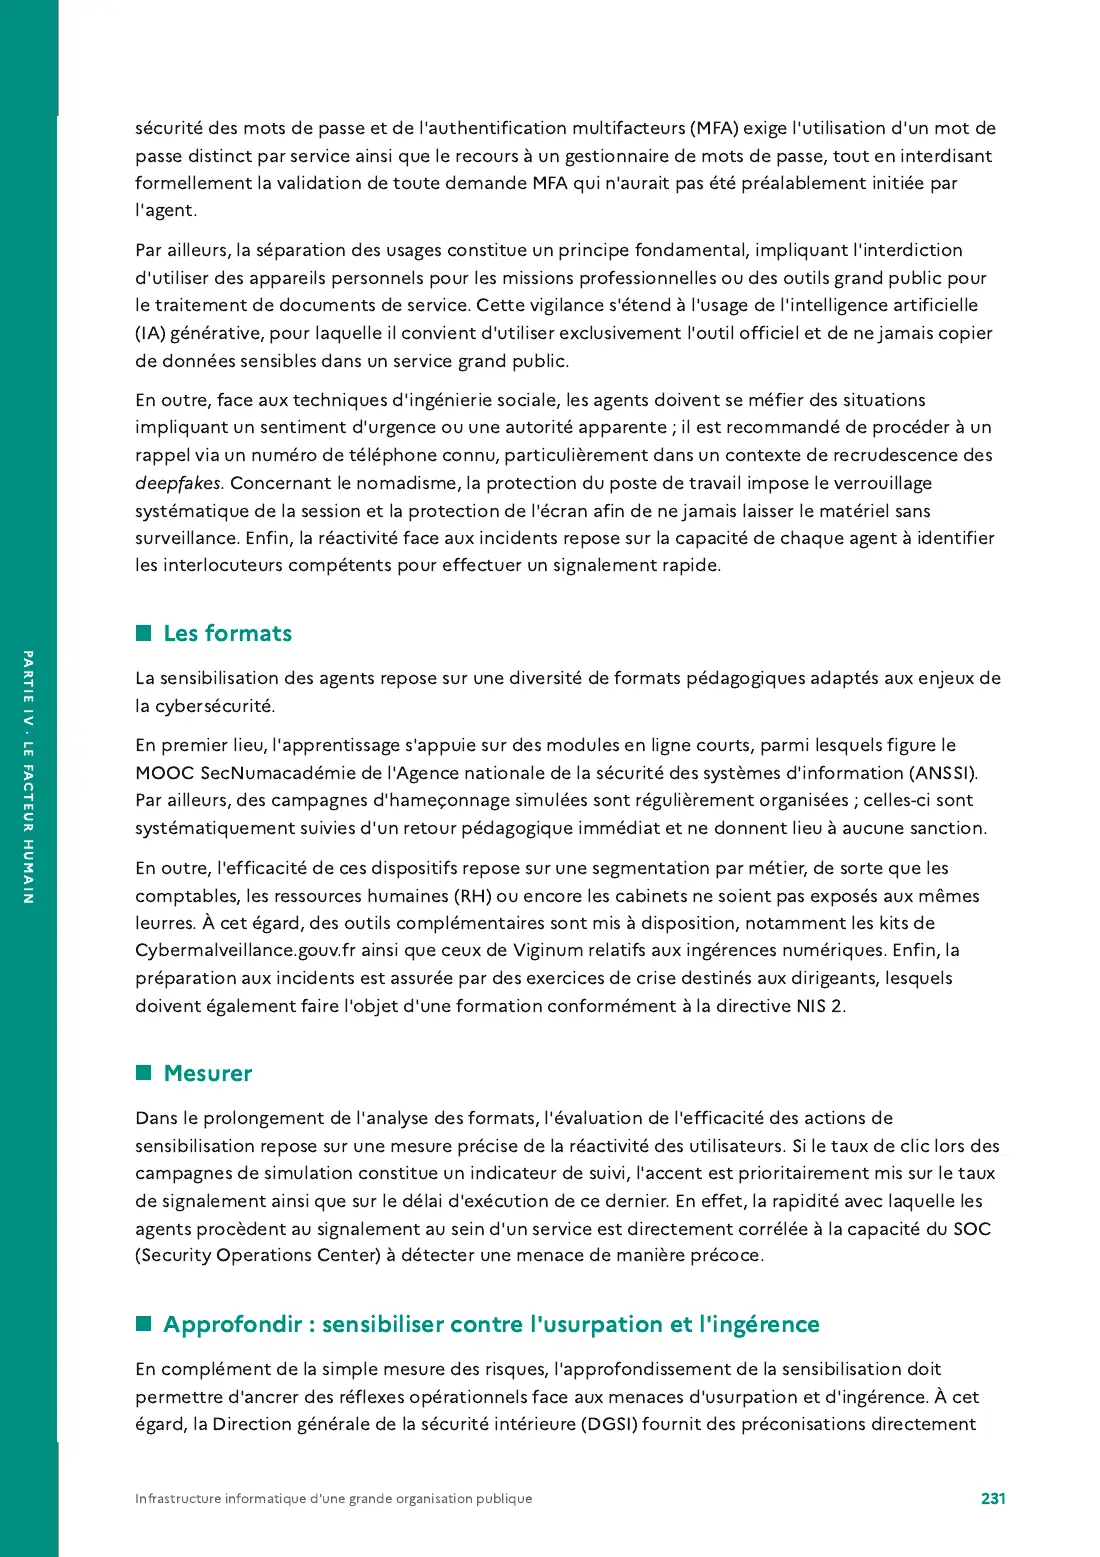 sécurité des mots de passe et de l'authentification multifacteurs (MFA) exige l'utilisation d'un mot de
passe distinct par service ainsi que le recours à un gestionnaire de mots de passe, tout en interdisant
formellement la validation de toute demande MFA qui n'aurait pas été préalablement initiée par
l'agent.
Par ailleurs, la séparation des usages constitue un principe fondamental, impliquant l'interdiction
d'utiliser des appareils personnels pour les missions professionnelles ou des outils grand public pour
le traitement de documents de service. Cette vigilance s'étend à l'usage de l'intelligence artificielle
(IA) générative, pour laquelle il convient d'utiliser exclusivement l'outil officiel et de ne jamais copier
de données sensibles dans un service grand public.
En outre, face aux techniques d'ingénierie sociale, les agents doivent se méfier des situations
impliquant un sentiment d'urgence ou une autorité apparente ; il est recommandé de procéder à un
rappel via un numéro de téléphone connu, particulièrement dans un contexte de recrudescence des
deepfakes. Concernant le nomadisme, la protection du poste de travail impose le verrouillage
systématique de la session et la protection de l'écran afin de ne jamais laisser le matériel sans
surveillance. Enfin, la réactivité face aux incidents repose sur la capacité de chaque agent à identifier
les interlocuteurs compétents pour effectuer un signalement rapide.
Les formats
La sensibilisation des agents repose sur une diversité de formats pédagogiques adaptés aux enjeux de
la cybersécurité.
En premier lieu, l'apprentissage s'appuie sur des modules en ligne courts, parmi lesquels figure le
MOOC SecNumacadémie de l'Agence nationale de la sécurité des systèmes d'information (ANSSI).
Par ailleurs, des campagnes d'hameçonnage simulées sont régulièrement organisées ; celles-ci sont
systématiquement suivies d'un retour pédagogique immédiat et ne donnent lieu à aucune sanction.
En outre, l'efficacité de ces dispositifs repose sur une segmentation par métier, de sorte que les
comptables, les ressources humaines (RH) ou encore les cabinets ne soient pas exposés aux mêmes
leurres. À cet égard, des outils complémentaires sont mis à disposition, notamment les kits de
Cybermalveillance.gouv.fr ainsi que ceux de Viginum relatifs aux ingérences numériques. Enfin, la
préparation aux incidents est assurée par des exercices de crise destinés aux dirigeants, lesquels
doivent également faire l'objet d'une formation conformément à la directive NIS 2.
Mesurer
Dans le prolongement de l'analyse des formats, l'évaluation de l'efficacité des actions de
sensibilisation repose sur une mesure précise de la réactivité des utilisateurs. Si le taux de clic lors des
campagnes de simulation constitue un indicateur de suivi, l'accent est prioritairement mis sur le taux
de signalement ainsi que sur le délai d'exécution de ce dernier. En effet, la rapidité avec laquelle les
agents procèdent au signalement au sein d'un service est directement corrélée à la capacité du SOC
(Security Operations Center) à détecter une menace de manière précoce.
Approfondir : sensibiliser contre l'usurpation et l'ingérence
En complément de la simple mesure des risques, l'approfondissement de la sensibilisation doit
permettre d'ancrer des réflexes opérationnels face aux menaces d'usurpation et d'ingérence. À cet
égard, la Direction générale de la sécurité intérieure (DGSI) fournit des préconisations directement
Infrastructure informatique d'une grande organisation publique
231
PARTIE IV · LE FACTEUR HUMAIN